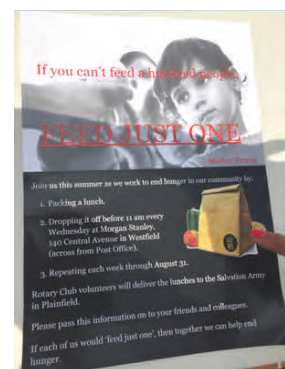 If you can't feed a hundred people,
FEED JUST ONE
- Mother Teresa
Join us this summer as we work to end hunger in our community by:
1. Packing a lunch.
2. Dropping it off before 11 am every
Wednesday at Morgan Stanley,
140 Central Avenue in Westfield
(across from Post Office).
3. Repeating each week through August 31.
Rotary Club volunteers will deliver the lunches to the Salvation Army
in Plainfield.
Please pass this information on to your friends and colleagues.
If each of us would 'feed just one', then together we can help end
hunger.